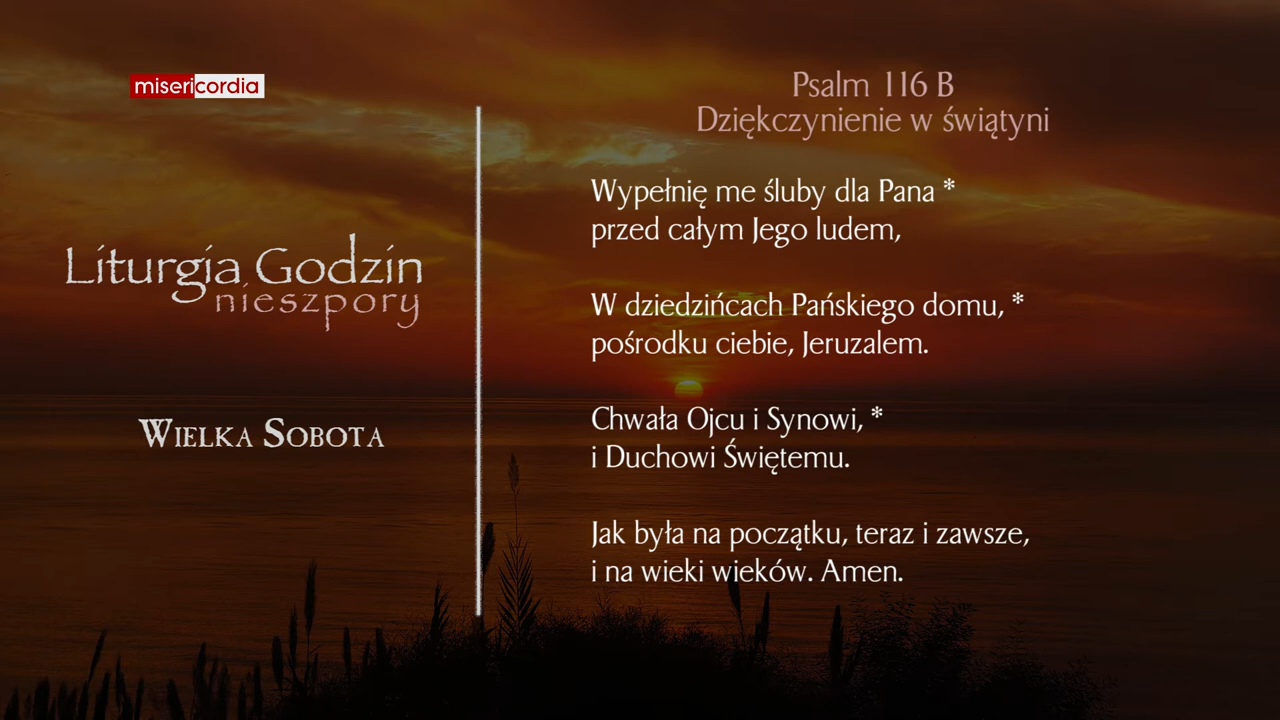 misericordia
Liturgia Godzin
nieszpory
Wielka Sobota
Psalm 116 B
Dziękczynienie w świątyni
Wypełnię me śluby dla Pana *
przed całym Jego ludem,
W dziedzińcach Pańskiego domu, *
pośrodku ciebie, Jeruzalem.
Chwała Ojcu i Synowi, *
i Duchowi Świętemu.
Jak była na początku, teraz i zawsze,
i na wieki wieków. Amen.